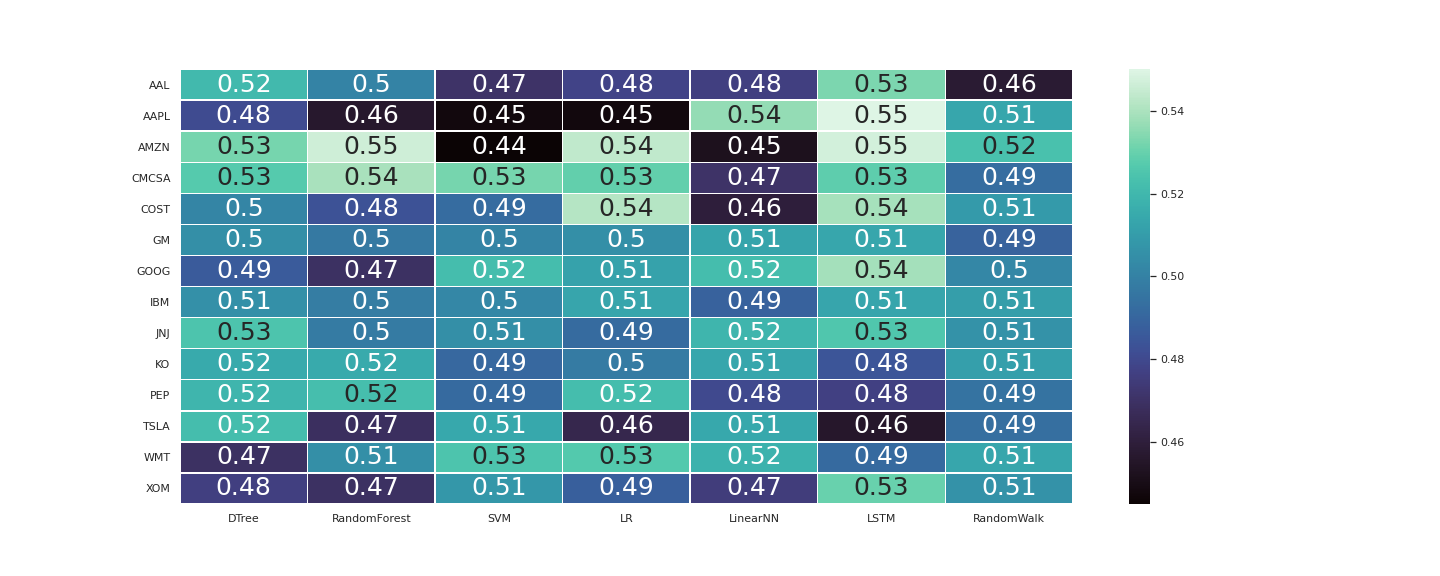 AAL 0.52 0.5 0.47 0.48 0.48 0.53 0.46
AAPL 0.48 0.46 0.45 0.45 0.54 0.55 0.51
AMZN 0.53 0.55 0.44 0.54 0.45 0.55 0.52
CMCSA 0.53 0.54 0.53 0.53 0.47 0.53 0.49
COST 0.5 0.48 0.49 0.54 0.46 0.54 0.51
GM 0.5 0.5 0.5 0.5 0.51 0.51 0.49
GOOG 0.49 0.47 0.52 0.51 0.52 0.54 0.5
IBM 0.51 0.5 0.5 0.51 0.49 0.51 0.51
JNJ 0.53 0.5 0.51 0.49 0.52 0.53 0.51
KO 0.52 0.52 0.49 0.5 0.51 0.48 0.51
PEP 0.52 0.52 0.49 0.52 0.48 0.48 0.49
TSLA 0.52 0.47 0.51 0.46 0.51 0.46 0.49
WMT 0.47 0.51 0.53 0.53 0.52 0.49 0.51
XOM 0.48 0.47 0.51 0.49 0.47 0.53 0.51
DTree RandomForest SVM LR LinearNN LSTM RandomWalk
0.54
0.52
0.50
0.48
0.46